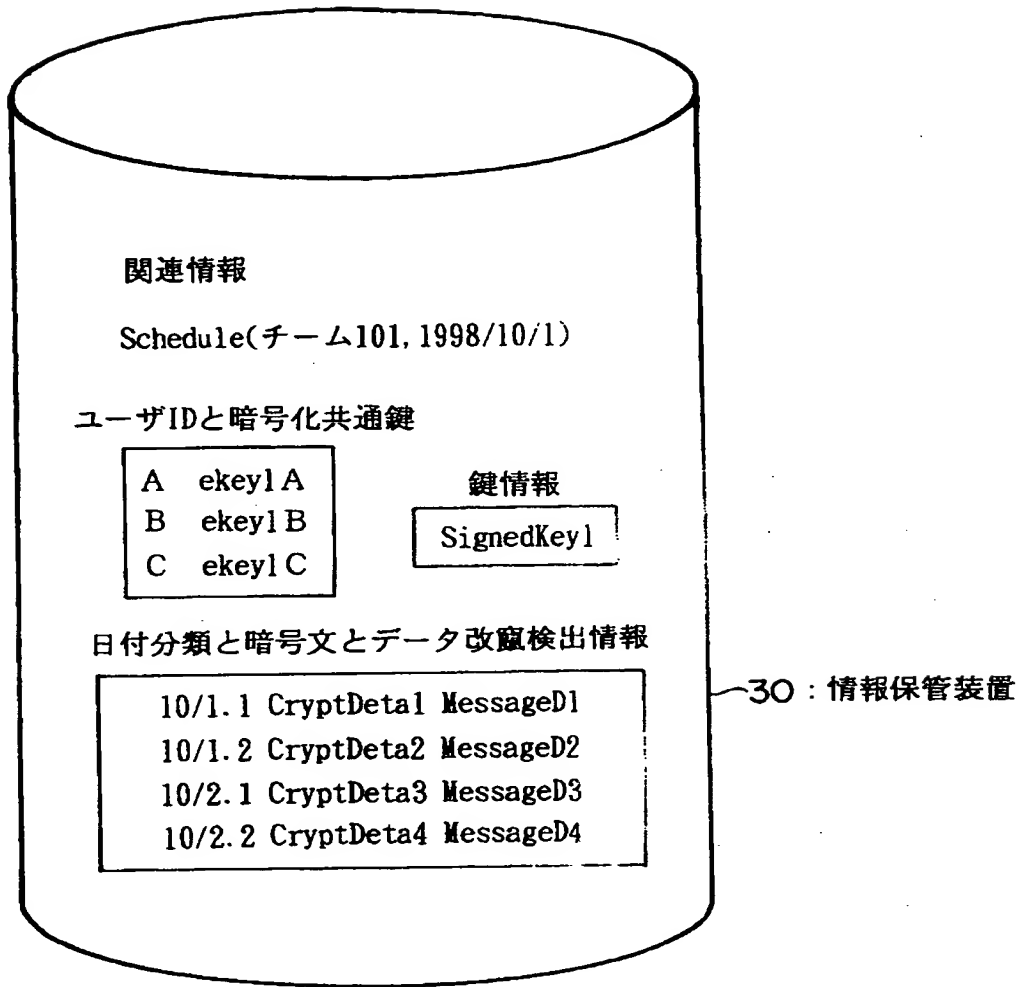 関連情報
Schedule(チーム101,1998/10/1)
ユーザIDと暗号化共通鍵
A ekey1A
B ekey1B
C ekey1C
鍵情報
SignedKey1
日付分類と暗号文とデータ改竄検出情報
10/1.1 CryptDeta1 MessageD1
10/1.2 CryptDeta2 MessageD2
10/2.1 CryptDeta3 MessageD3
10/2.2 CryptDeta4 MessageD4
30:情報保管装置